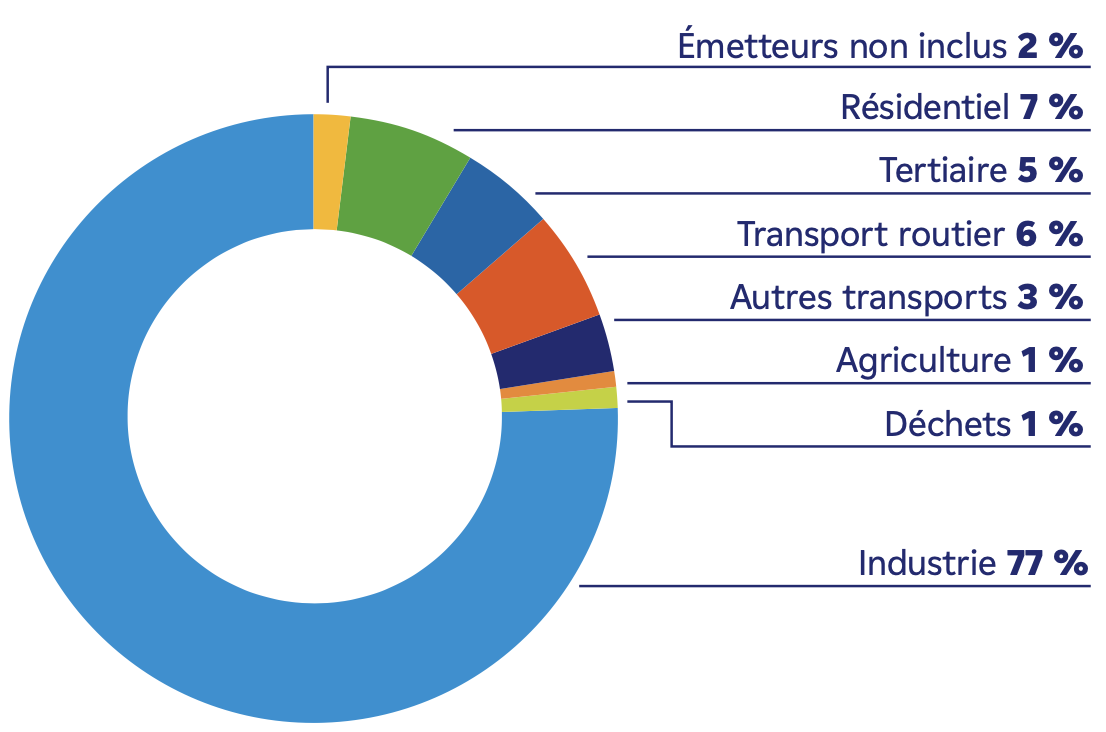 Émetteurs non inclus 2 %
Résidentiel 7 %
Tertiaire 5 %
Transport routier 6 %
Autres transports 3 %
Agriculture 1 %
Déchets 1 %
Industrie 77 %